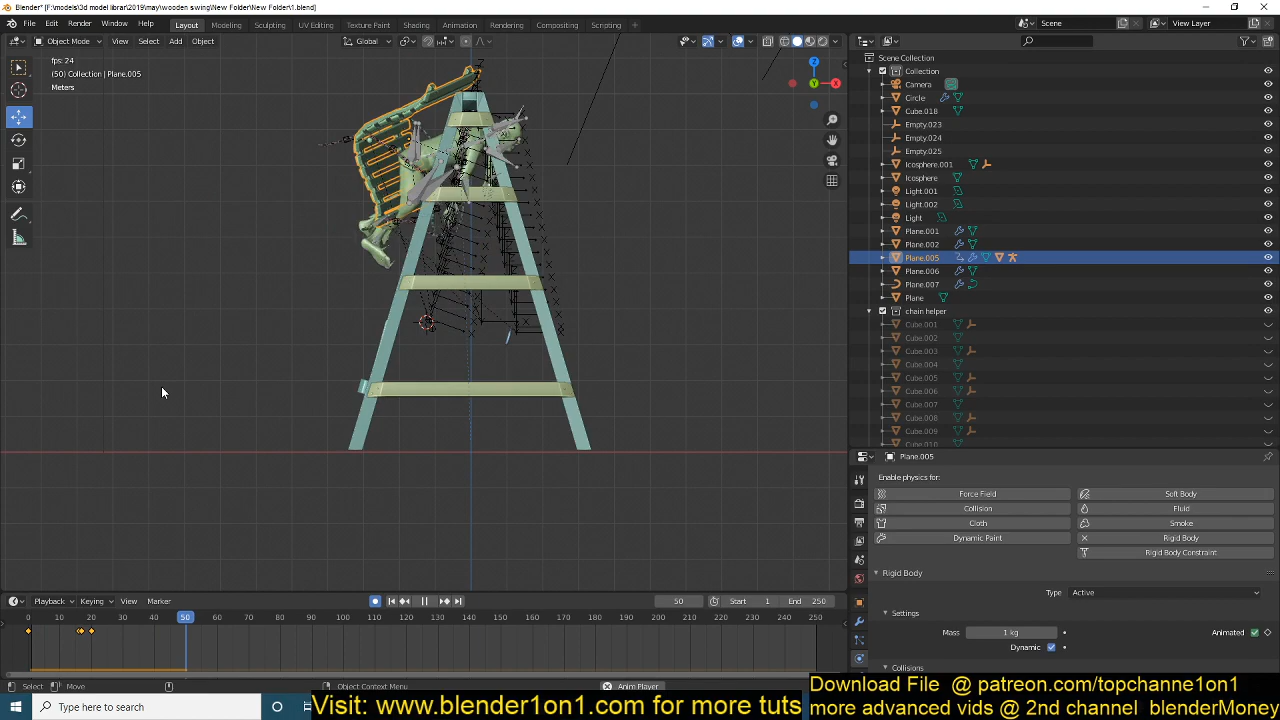 Blender* [F:\models\3d model librar\2019\may\wooden swing\New Folder\New Folder\1.blend]
File Edit Render Window Help Layout Modeling Sculpting UV Editing Texture Paint Shading Animation Rendering Compositing Scripting + Scene View Layer
Object Mode View Select Add Object Global
fps: 24
(50) Collection | Plane.005
Meters
Z
Y
X
Scene Collection
Collection
Camera
Circle
Cube.018
Empty.023
Empty.024
Empty.025
Icosphere.001
Icosphere
Light.001
Light.002
Light
Plane.001
Plane.002
Plane.005
Plane.006
Plane.007
Plane
chain helper
Cube.001
Cube.002
Cube.003
Cube.004
Cube.005
Cube.006
Cube.007
Cube.008
Cube.009
Cube.010
Plane.005
Enable physics for:
Force Field Soft Body
Collision Fluid
Cloth Smoke
Dynamic Paint Rigid Body
Rigid Body Constraint
Rigid Body
Type Active
Settings
Mass 1 kg Animated
Dynamic
Collisions
Playback Keying View Marker 50 Start 1 End 250
0 10 20 30 40 50 60 70 80 90 100 110 120 130 140 150 160 170 180 190 200 210 220 230 240 250
Select Move Object Context Menu Anim Player
Type here to search
Visit: www.blender1on1.com for more tuts
Download File @ patreon.com/topchanne1on1
more advanced vids @ 2nd channel blenderMoney